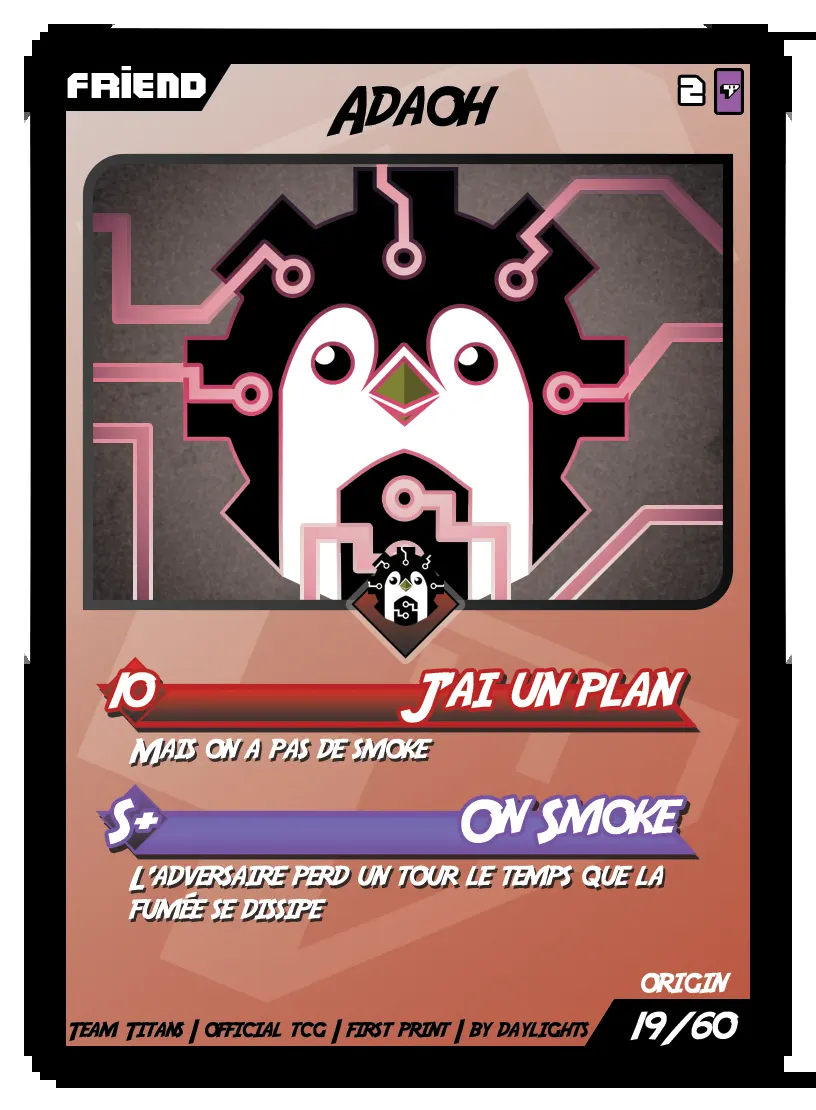 FRIEND
ADAOH
2
10
J'AI UN PLAN
MAIS ON A PAS DE SMOKE
S+
ON SMOKE
L'ADVERSAIRE PERD UN TOUR LE TEMPS QUE LA
FUMÉE SE DISSIPE
ORIGIN
19/60
TEAM TITANS | OFFICIAL TCG | FIRST PRINT | BY DAYLIGHTS